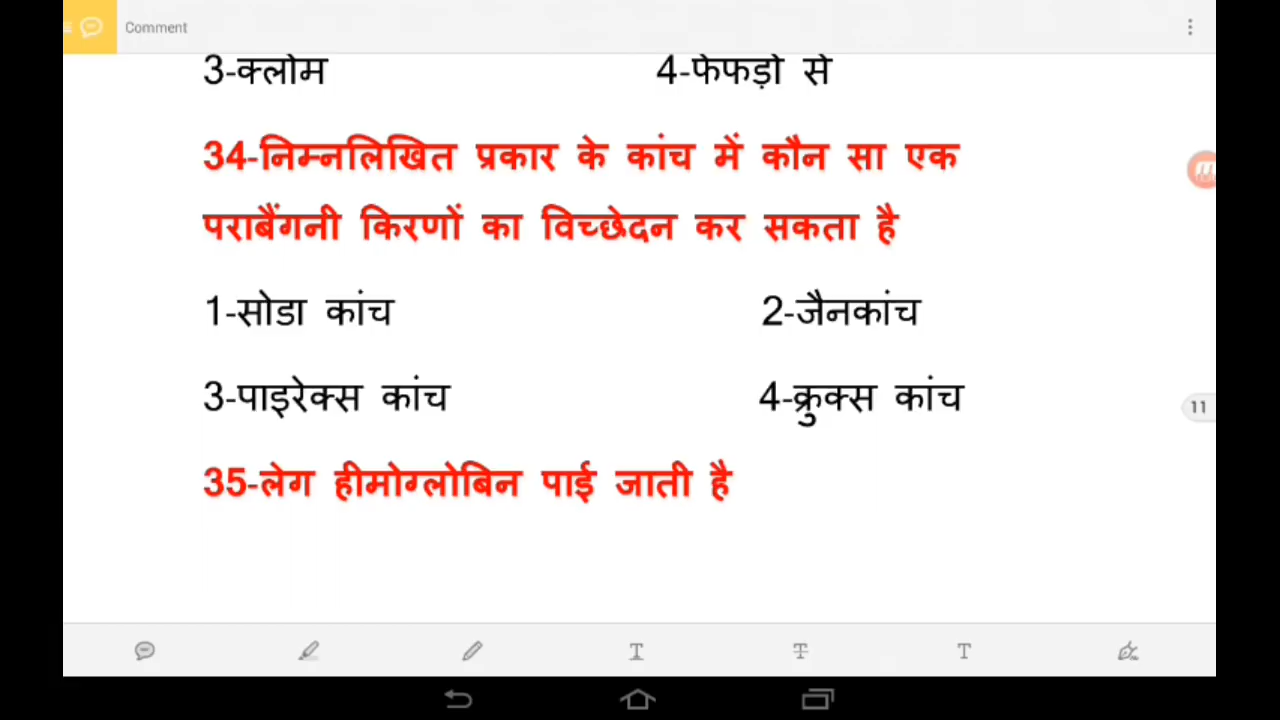 Comment
3-क्लोम 4-फेफड़ो से
34-निम्नलिखित प्रकार के कांच में कौन सा एक
पराबैंगनी किरणों का विच्छेदन कर सकता है
1-सोडा कांच 2-जैनकांच
3-पाइरेक्स कांच 4-क्रुक्स कांच
11
35-लेग हीमोग्लोबिन पाई जाती है
T T T